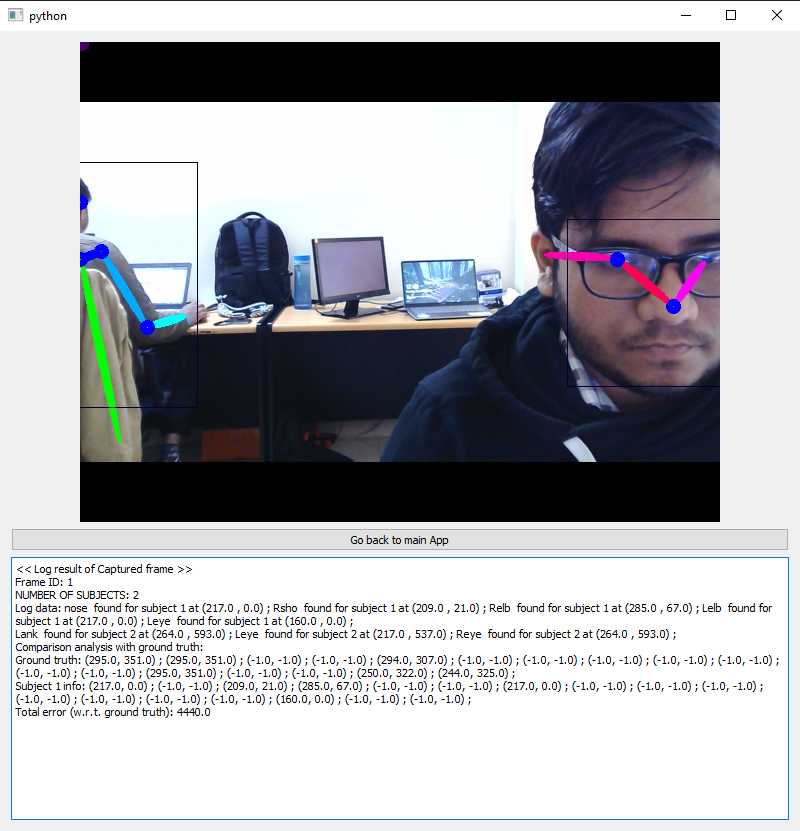 python
Go back to main App
<< Log result of Captured frame >>
Frame ID: 1
NUMBER OF SUBJECTS: 2
Log data: nose  found for subject 1 at (217.0 , 0.0) ; Rsho  found for subject 1 at (209.0 , 21.0) ; Relb  found for subject 1 at (285.0 , 67.0) ; Lelb  found for
subject 1 at (217.0 , 0.0) ; Leye  found for subject 1 at (160.0 , 0.0) ;
Lank  found for subject 2 at (264.0 , 593.0) ; Leye  found for subject 2 at (217.0 , 537.0) ; Reye  found for subject 2 at (264.0 , 593.0) ;
Comparison analysis with ground truth:
Ground truth: (295.0, 351.0) ; (295.0, 351.0) ; (-1.0, -1.0) ; (-1.0, -1.0) ; (294.0, 307.0) ; (-1.0, -1.0) ; (-1.0, -1.0) ; (-1.0, -1.0) ; (-1.0, -1.0) ; (-1.0, -1.0) ;
(-1.0, -1.0) ; (-1.0, -1.0) ; (295.0, 351.0) ; (-1.0, -1.0) ; (-1.0, -1.0) ; (250.0, 322.0) ; (244.0, 325.0) ;
Subject 1 info: (217.0, 0.0) ; (-1.0, -1.0) ; (209.0, 21.0) ; (285.0, 67.0) ; (-1.0, -1.0) ; (-1.0, -1.0) ; (217.0, 0.0) ; (-1.0, -1.0) ; (-1.0, -1.0) ; (-1.0, -1.0) ;
(-1.0, -1.0) ; (-1.0, -1.0) ; (-1.0, -1.0) ; (-1.0, -1.0) ; (160.0, 0.0) ; (-1.0, -1.0) ; (-1.0, -1.0) ;
Total error (w.r.t. ground truth): 4440.0